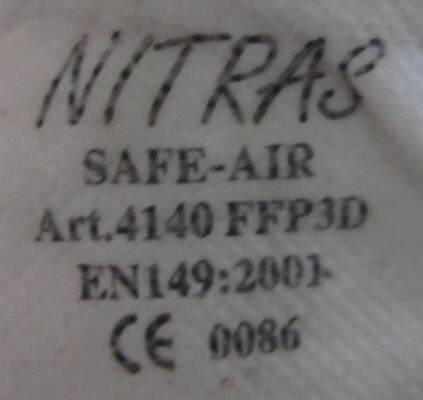 NITRAS
SAFE-AIR
Art.4140 FFP3D
EN149:2001
CE 0086